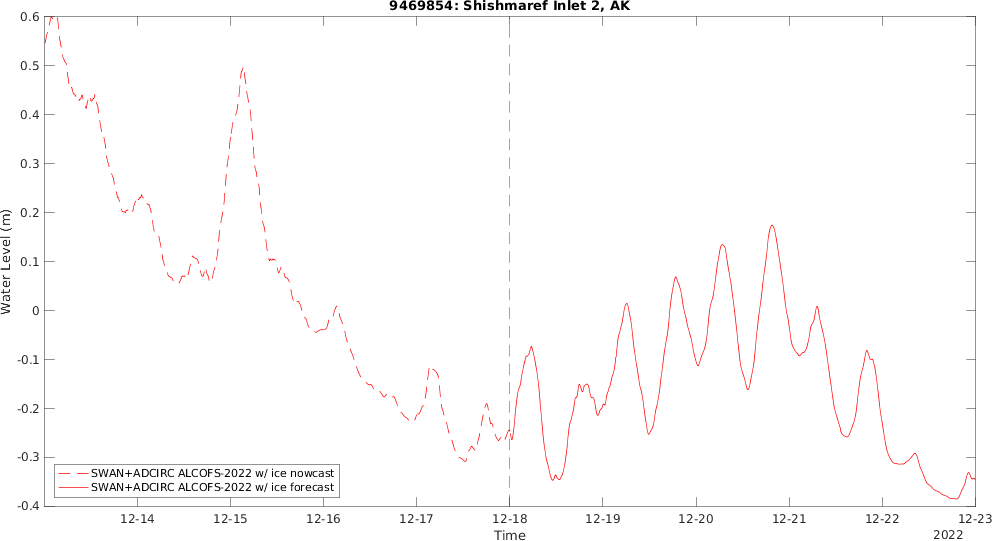 9469854: Shishmaref Inlet 2, AK
0.6
0.5
0.4
0.3
0.2
0.1
0
-0.1
-0.2
-0.3
-0.4
Water Level (m)
SWAN+ADCIRC ALCOFS-2022 w/ ice nowcast
SWAN+ADCIRC ALCOFS-2022 w/ ice forecast
12-14 12-15 12-16 12-17 12-18 12-19 12-20 12-21 12-22 12-23
Time
2022